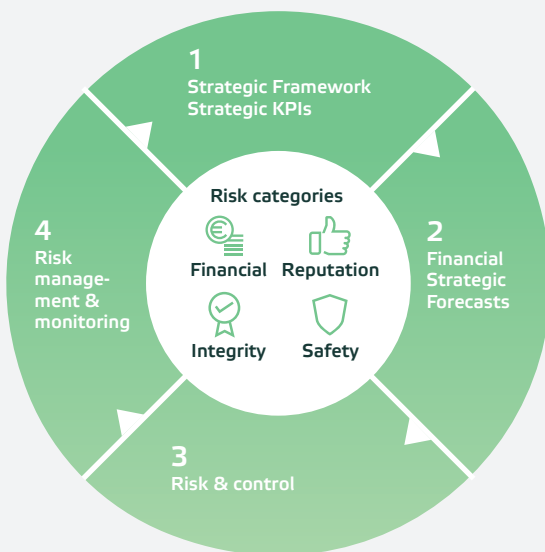 1
Strategic Framework
Strategic KPIs
Risk categories
Financial
Reputation
Integrity
Safety
2
Financial
Strategic
Forecasts
3
Risk & control
4
Risk
manage-
ment &
monitoring